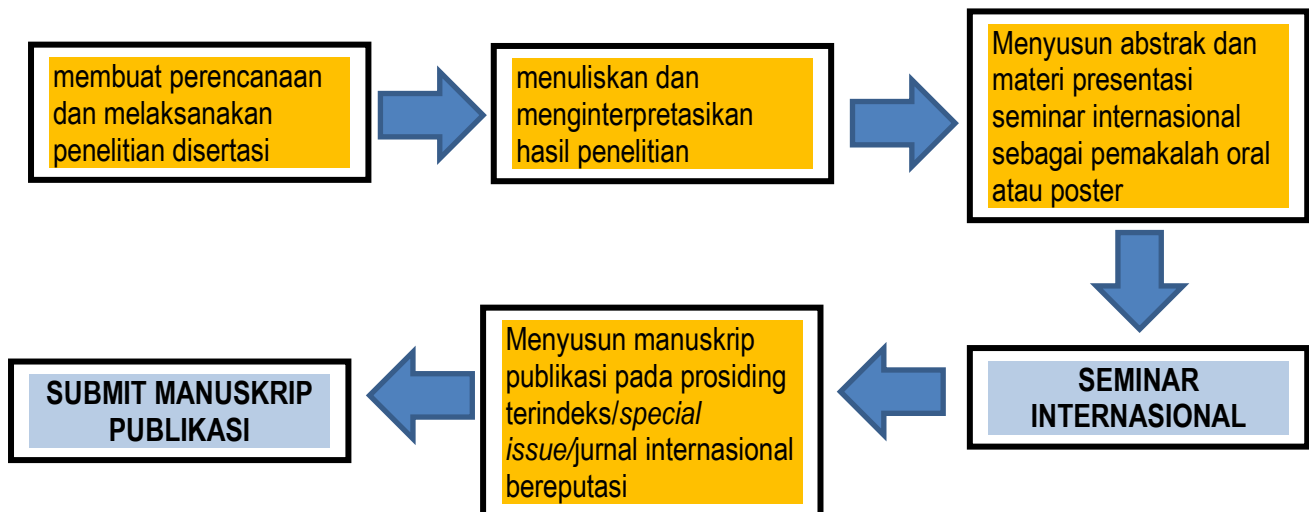 membuat perencanaan
dan melaksanakan
penelitian disertasi
menuliskan dan
menginterpretasikan
hasil penelitian
Menyusun abstrak dan
materi presentasi
seminar internasional
sebagai pemakalah oral
atau poster
SEMINAR
INTERNASIONAL
Menyusun manuskrip
publikasi pada prosiding
terindeks/special
issue/jurnal internasional
bereputasi
SUBMIT MANUSKRIP
PUBLIKASI